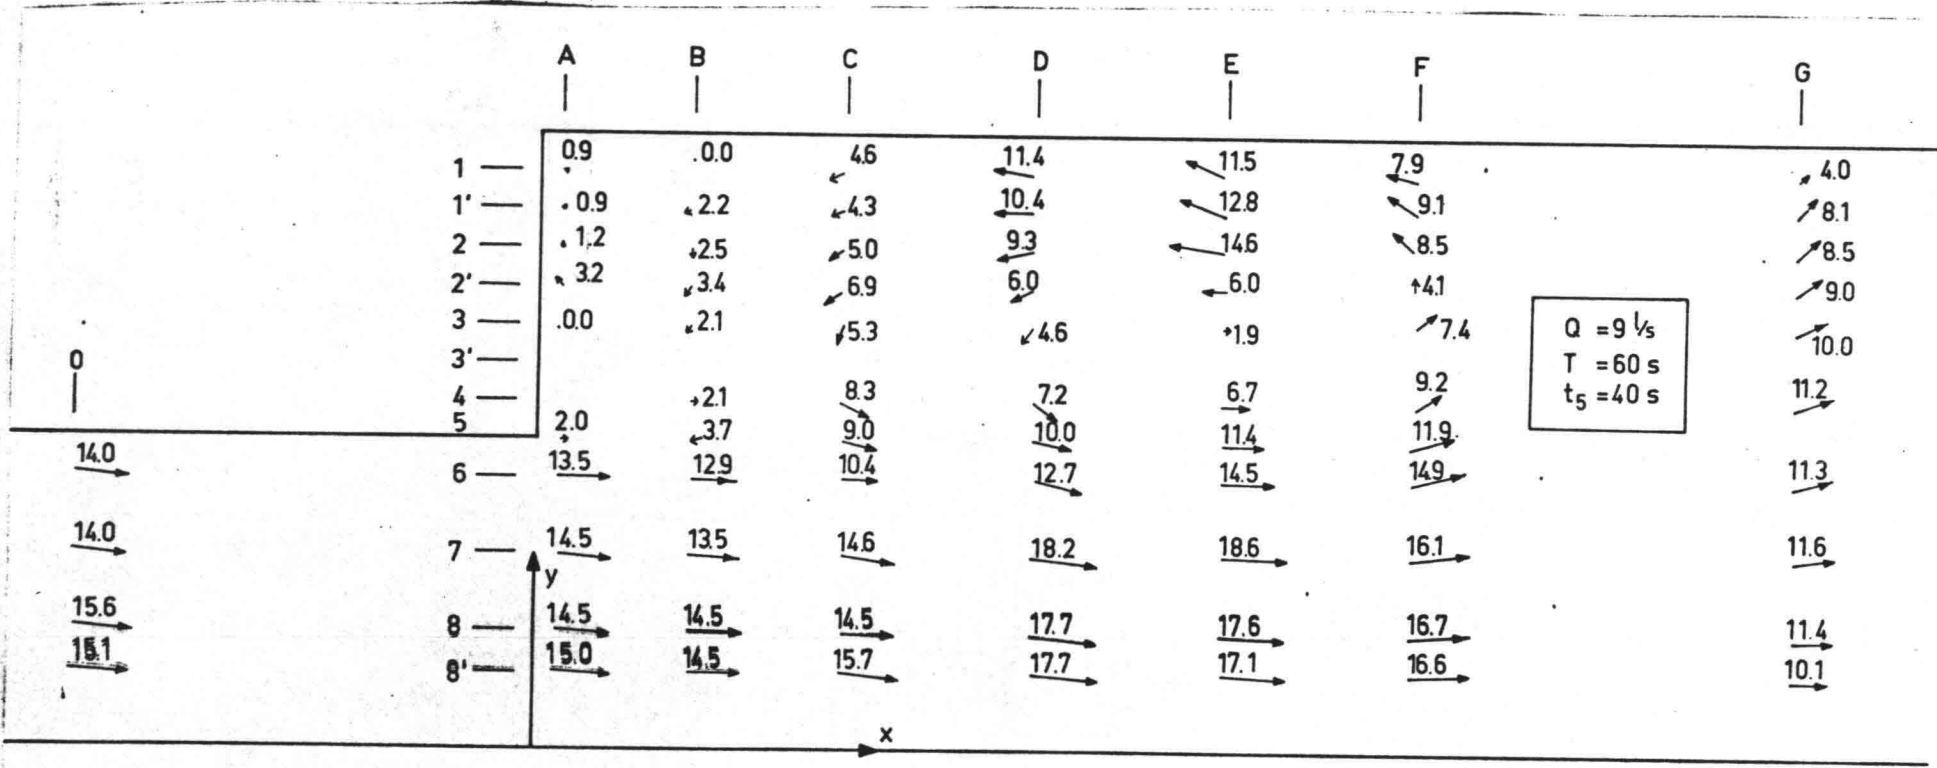 A B C D E F G
1 0.9 .0.0 4.6 11.4 11.5 7.9 4.0
1' 0.9 2.2 4.3 10.4 12.8 9.1 8.1
2 1.2 2.5 5.0 9.3 14.6 8.5 8.5
2' 3.2 3.4 6.9 6.0 6.0 4.1 9.0
3 .0.0 2.1 5.3 4.6 1.9 7.4 10.0
Q = 9 l/s
T = 60 s
t5 = 40 s
0 3'
4 2.1 8.3 7.2 6.7 9.2 11.2
5 2.0 3.7 9.0 10.0 11.4 11.9
14.0 6 13.5 12.9 10.4 12.7 14.5 14.9 11.3
14.0 7 14.5 13.5 14.6 18.2 18.6 16.1 11.6
y
15.6 8 14.5 14.5 14.5 17.7 17.6 16.7 11.4
15.1 8' 15.0 14.5 15.7 17.7 17.1 16.6 10.1
x